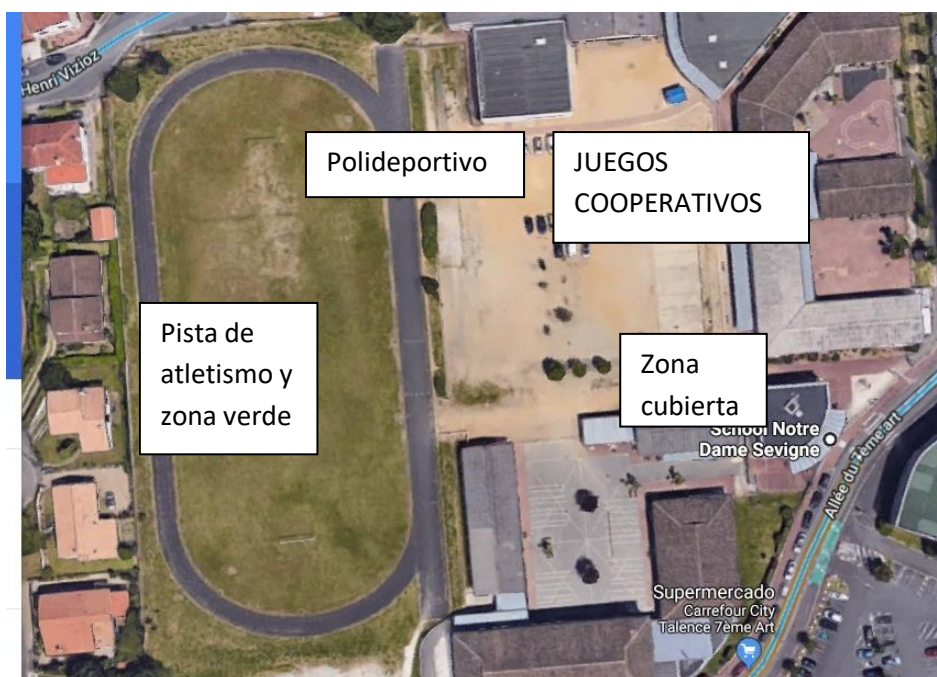 Henri Vizioz
Polideportivo
JUEGOS
COOPERATIVOS
Pista de
atletismo y
zona verde
Zona
cubierta
School Notre
Dame Sevigne
Allée du 7ème art
Supermercado
Carrefour City
Talence 7ème Art